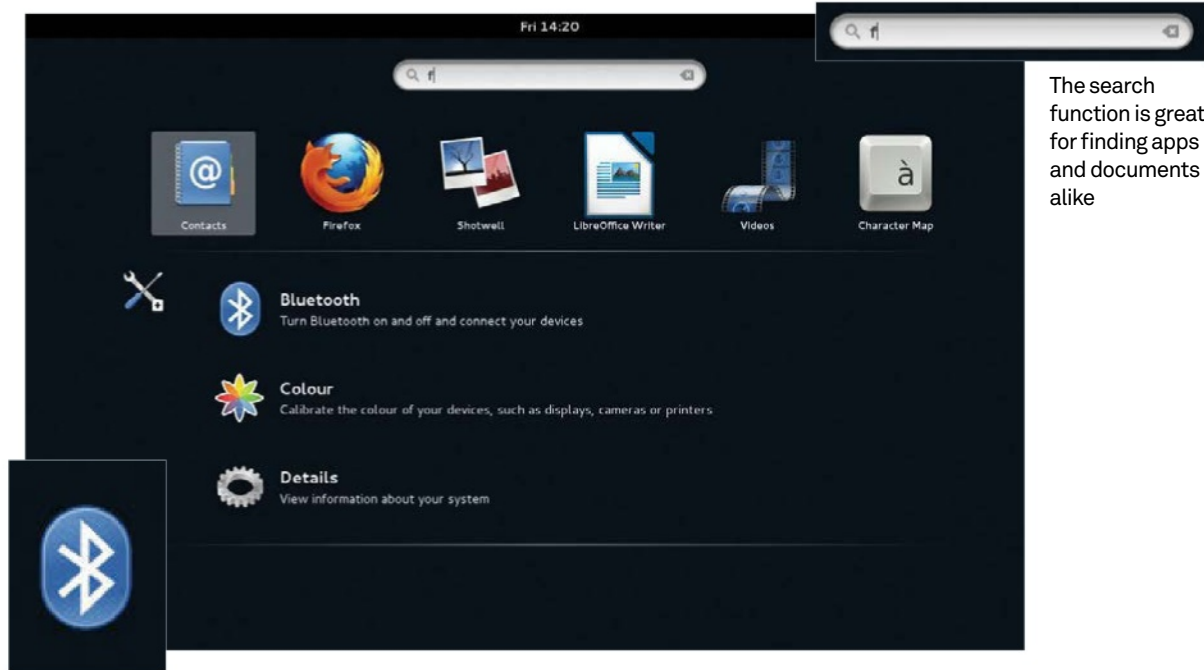 Fri 14:20
f
f
The search
function is great
for finding apps
and documents
alike
@
à
Contacts
Firefox
Shotwell
LibreOffice Writer
Videos
Character Map
Bluetooth
Turn Bluetooth on and off and connect your devices
Colour
Calibrate the colour of your devices, such as displays, cameras or printers
Details
View information about your system